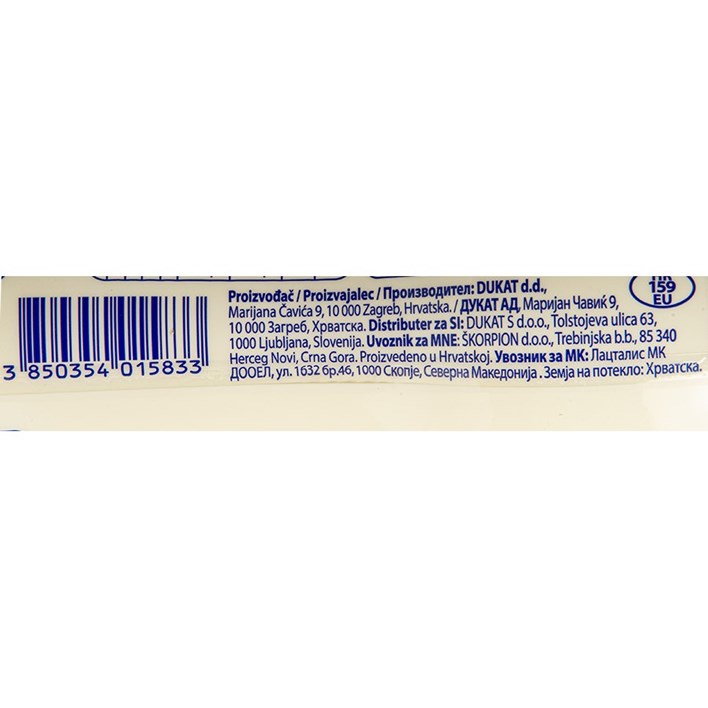 Proizvođač / Proizvajalec / Производител: DUKAT d.d.,
Marijana Čavića 9, 10 000 Zagreb, Hrvatska. / ДУКАТ АД, Маријан Чавиќ 9,
10 000 Загреб, Хрватска. Distributer za SI: DUKAT S d.o.o., Tolstojeva ulica 63,
1000 Ljubljana, Slovenija. Uvoznik za MNE: ŠKORPION d.o.o., Trebinjska b.b., 85 340
Herceg Novi, Crna Gora. Proizvedeno u Hrvatskoj. Увозник за МК: Лацталис МК
ДООЕЛ, ул. 1632 бр.46, 1000 Скопје, Северна Македонија . Земја на потекло: Хрватска.
HR
159
EU
3 850354 015833